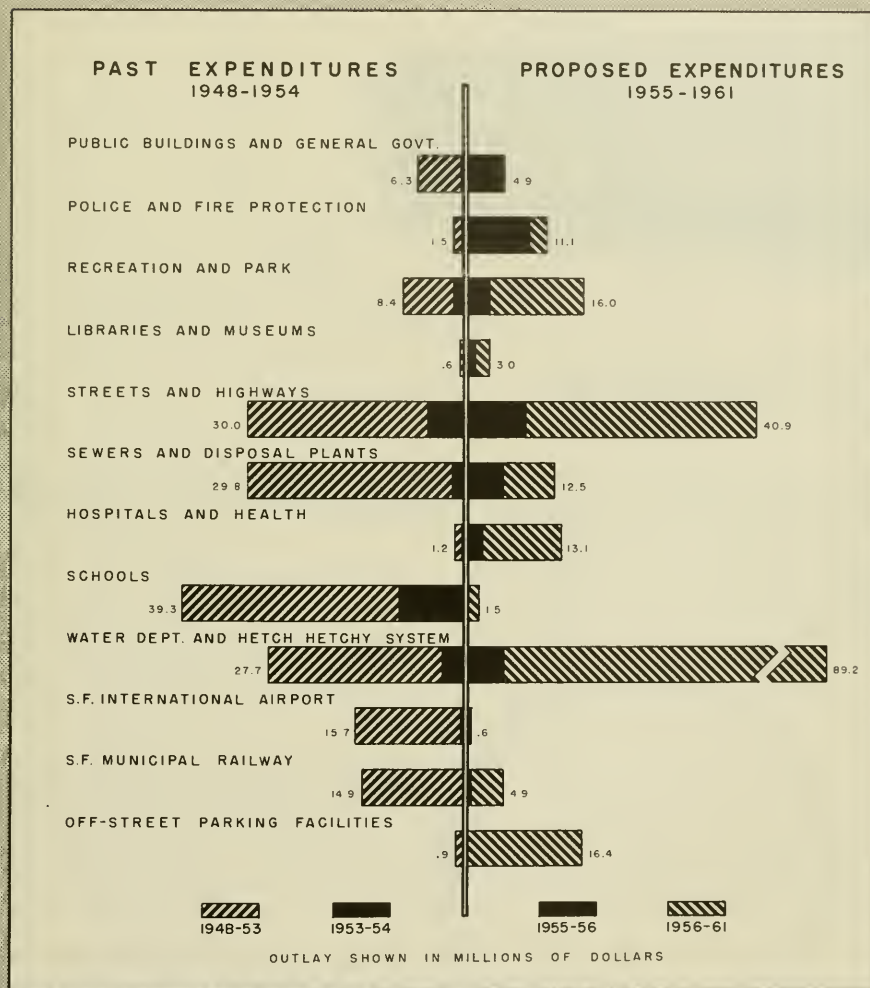 PAST EXPENDITURES
1948-1954
PROPOSED EXPENDITURES
1955-1961
PUBLIC BUILDINGS AND GENERAL GOVT.
6.3 4 9
POLICE AND FIRE PROTECTION
1 5 11.1
RECREATION AND PARK
8.4 16.0
LIBRARIES AND MUSEUMS
.6 3 0
STREETS AND HIGHWAYS
30.0 40.9
SEWERS AND DISPOSAL PLANTS
29 8 12.5
HOSPITALS AND HEALTH
1.2 13.1
SCHOOLS
39.3 1 5
WATER DEPT. AND HETCH HETCHY SYSTEM
27.7 89.2
S.F. INTERNATIONAL AIRPORT
15 7 .6
S.F. MUNICIPAL RAILWAY
14 9 4 9
OFF-STREET PARKING FACILITIES
.9 16.4
1948-53 1953-54 1955-56 1956-61
OUTLAY SHOWN IN MILLIONS OF DOLLARS